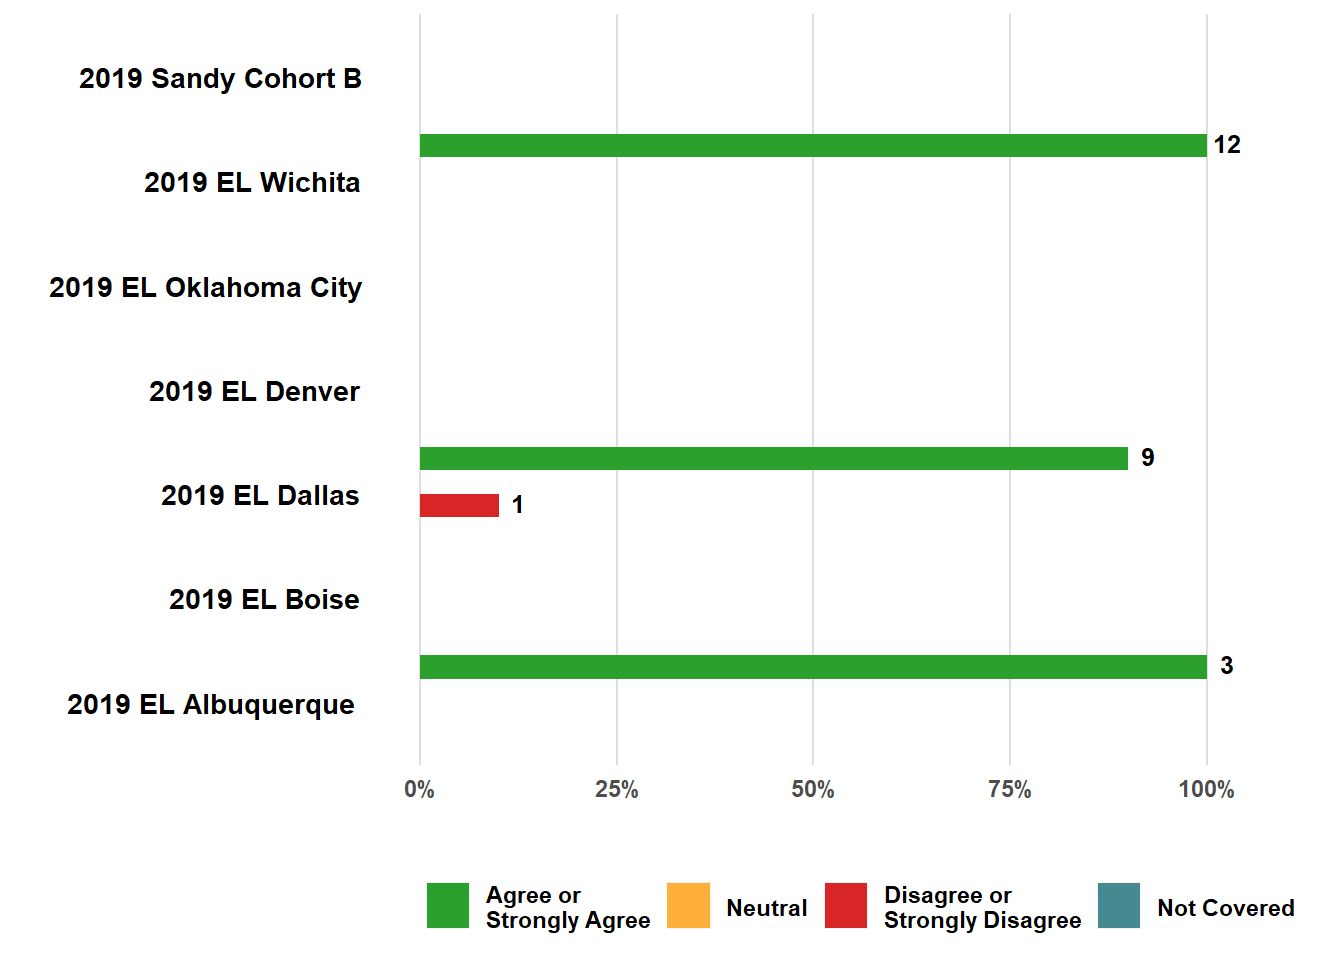 2019 Sandy Cohort B
12
2019 EL Wichita
2019 EL Oklahoma City
2019 EL Denver
9
2019 EL Dallas
1
2019 EL Boise
3
2019 EL Albuquerque
0% 25% 50% 75% 100%
Agree or
Strongly Agree
Neutral
Disagree or
Strongly Disagree
Not Covered